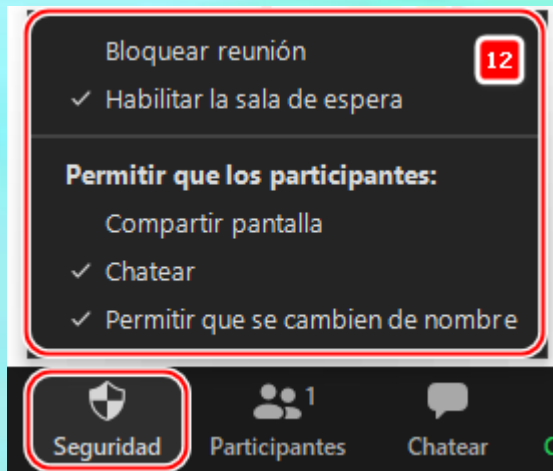 Bloquear reunión
12
Habilitar la sala de espera
Permitir que los participantes:
Compartir pantalla
Chatear
Permitir que se cambien de nombre
1
Seguridad Participantes Chatear